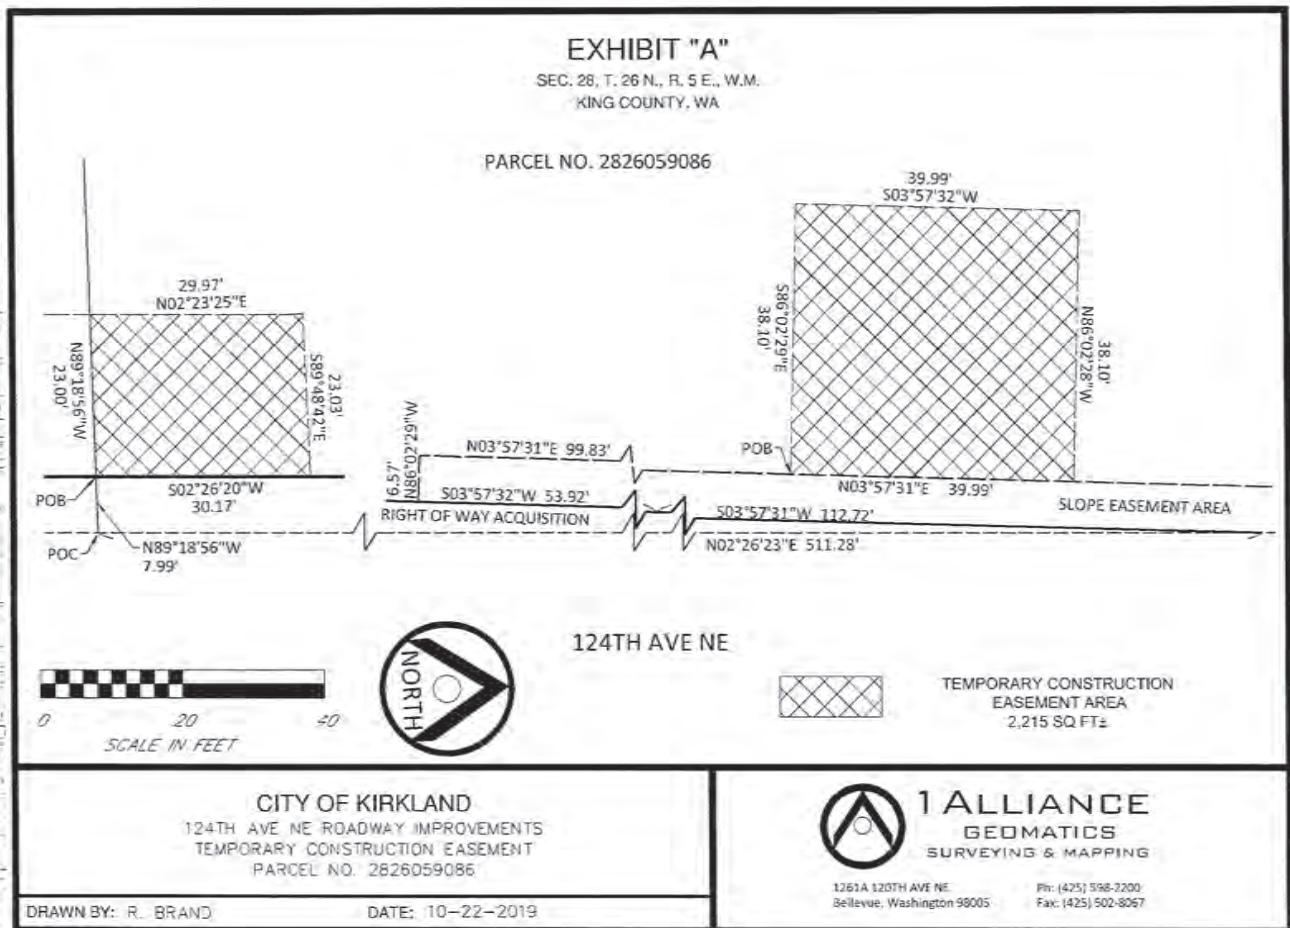 EXHIBIT "A"
SEC. 28, T. 26 N., R. 5 E., W.M.
KING COUNTY, WA
PARCEL NO. 2826059086
39.99'
S03°57'32"W
29.97'
N02°23'25"E
N89°18'56"W
23.00'
23.03'
S89°48'42"E
S86°02'29"E
38.10'
38.10'
N86°02'28"W
6.57'
N86°02'29"W
N03°57'31"E 99.83'
POB
N03°57'31"E 39.99'
POB
S02°26'20"W
30.17'
S03°57'32"W 53.92'
RIGHT OF WAY ACQUISITION
S03°57'31"W 112.72'
SLOPE EASEMENT AREA
POC
N89°18'56"W
7.99'
N02°26'23"E 511.28'
124TH AVE NE
NORTH
0 20 40
SCALE IN FEET
TEMPORARY CONSTRUCTION
EASEMENT AREA
2,215 SQ FT±
CITY OF KIRKLAND
124TH AVE NE ROADWAY IMPROVEMENTS
TEMPORARY CONSTRUCTION EASEMENT
PARCEL NO. 2826059086
DRAWN BY: R. BRAND DATE: 10-22-2019
1 ALLIANCE
GEOMATICS
SURVEYING & MAPPING
1261A 120TH AVE NE. Ph: (425) 598-2200
Bellevue, Washington 98005 Fax: (425) 502-8067